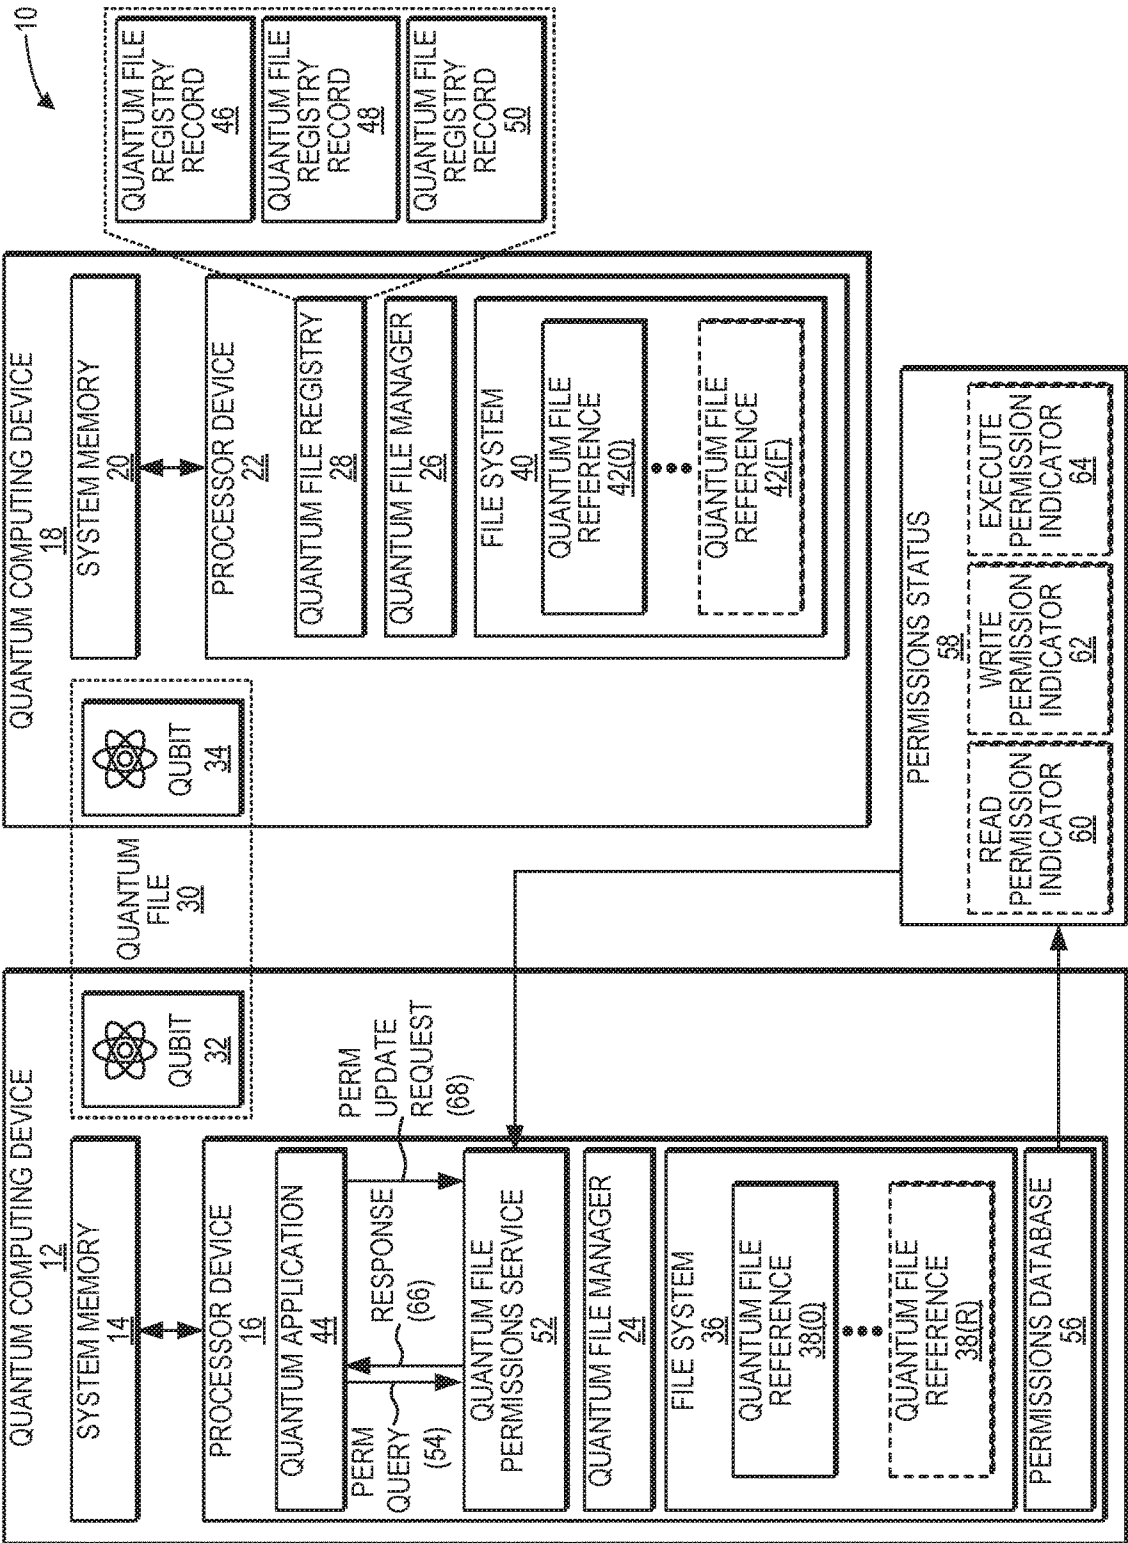 10
QUANTUM COMPUTING DEVICE
12
SYSTEM MEMORY
14
PROCESSOR DEVICE
16
QUANTUM APPLICATION
44
PERM
QUERY
(54)
RESPONSE
(66)
PERM
UPDATE
REQUEST
(68)
QUANTUM FILE
PERMISSIONS SERVICE
52
QUANTUM FILE MANAGER
24
FILE SYSTEM
36
QUANTUM FILE
REFERENCE
38(0)
QUANTUM FILE
REFERENCE
38(R)
PERMISSIONS DATABASE
56
QUBIT
32
QUANTUM
FILE
30
QUBIT
34
QUANTUM COMPUTING DEVICE
18
SYSTEM MEMORY
20
PROCESSOR DEVICE
22
QUANTUM FILE REGISTRY
28
QUANTUM FILE MANAGER
26
FILE SYSTEM
40
QUANTUM FILE
REFERENCE
42(0)
QUANTUM FILE
REFERENCE
42(F)
QUANTUM FILE
REGISTRY
RECORD
46
QUANTUM FILE
REGISTRY
RECORD
48
QUANTUM FILE
REGISTRY
RECORD
50
PERMISSIONS STATUS
58
READ
PERMISSION
INDICATOR
60
WRITE
PERMISSION
INDICATOR
62
EXECUTE
PERMISSION
INDICATOR
64